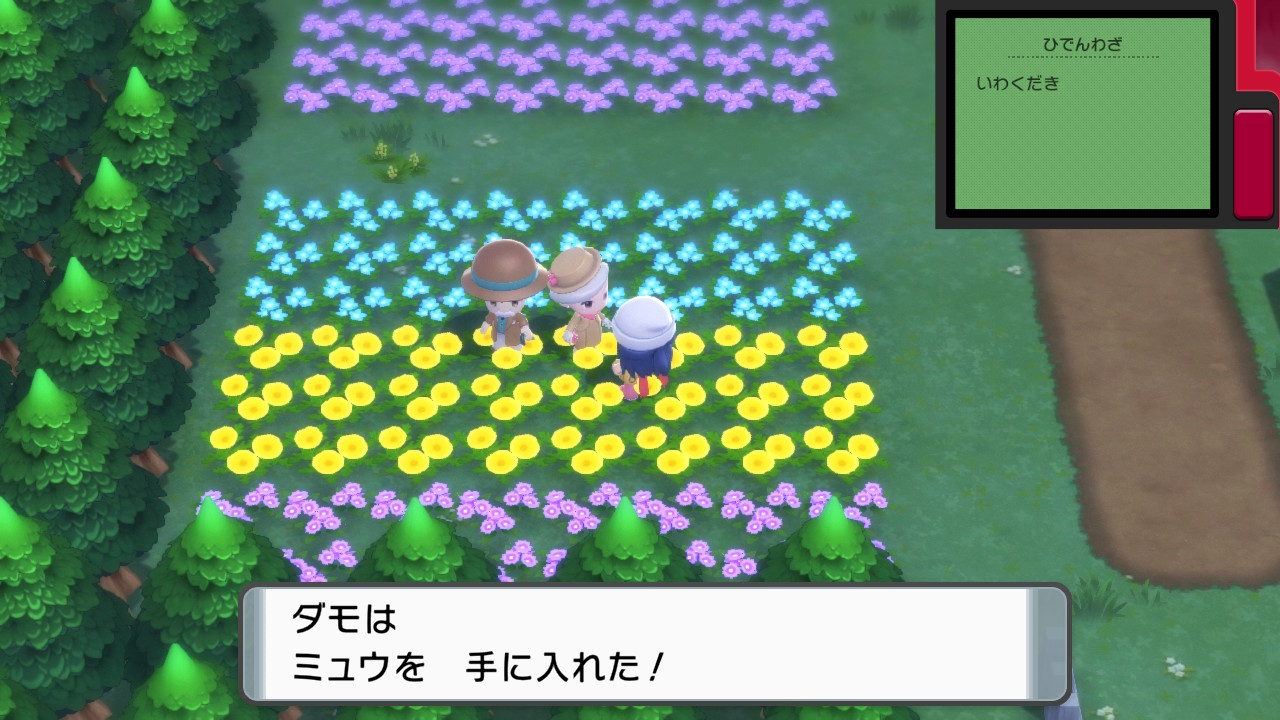 ひでんわざ
いわくだき
ダモは
ミュウを　手に入れた！